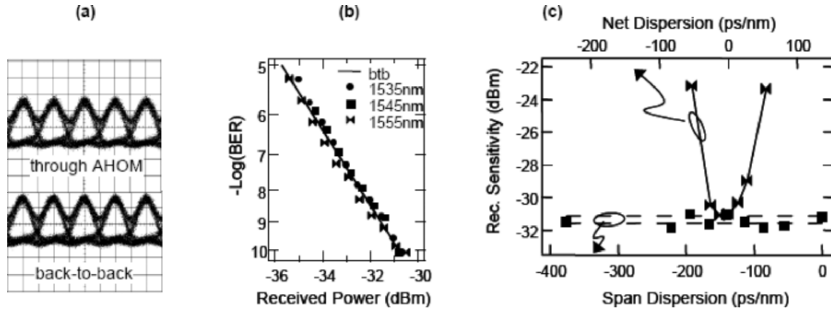 (a)
through AHOM
back-to-back
(b)
-Log(BER)
5
6
7
8
9
10
btb
1535nm
1545nm
1555nm
-36 -34 -32 -30
Received Power (dBm)
(c)
Net Dispersion (ps/nm)
-200 -100 0 100
Rec. Sensitivity (dBm)
-22
-24
-26
-28
-30
-32
-400 -300 -200 -100 0
Span Dispersion (ps/nm)